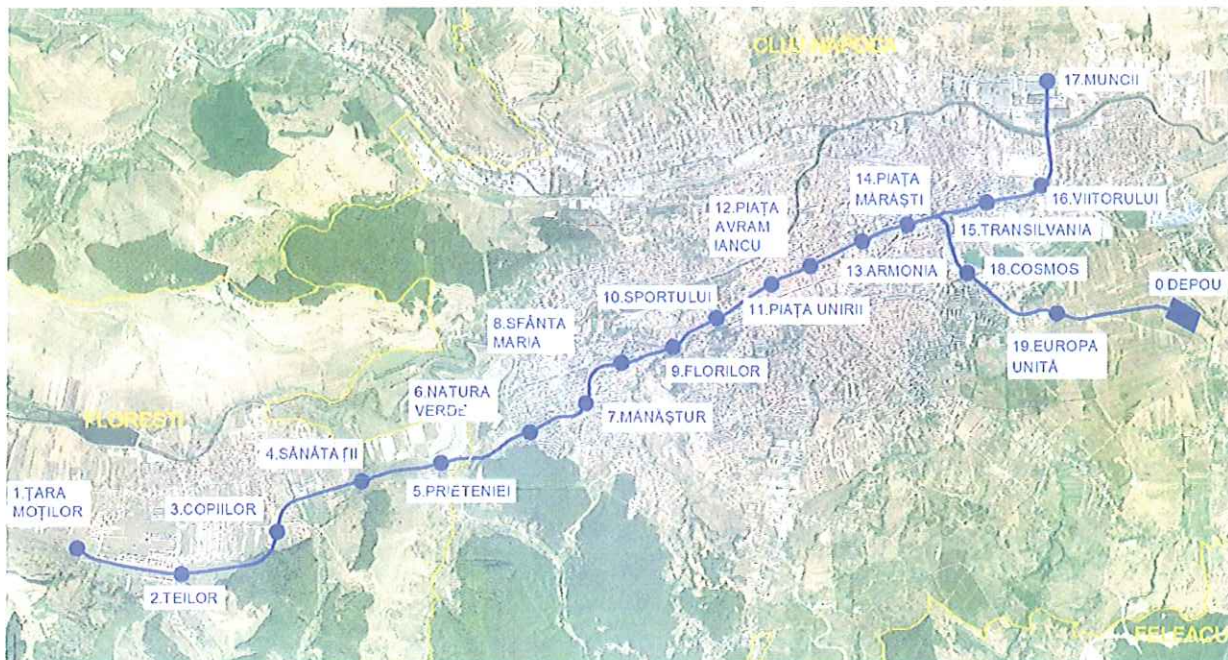 CLUJ NAPOCA
17.MUNCII
14.PIAȚA
MĂRĂȘTI
12.PIAȚA
AVRAM
IANCU
16.VIITORULUI
15.TRANSILVANIA
13.ARMONIA
18.COSMOS
0.DEPOU
10.SPORTULUI
11.PIAȚA UNIRII
8.SFÂNTA
MARIA
19.EUROPA
UNITĂ
9.FLORILOR
6.NATURA
VERDE
7.MĂNĂȘTUR
FLOREȘTI
4.SĂNĂTAȚII
5.PRIETENIEI
1.ȚARA
MOȚILOR
3.COPIILOR
2.TEILOR
FELEACU